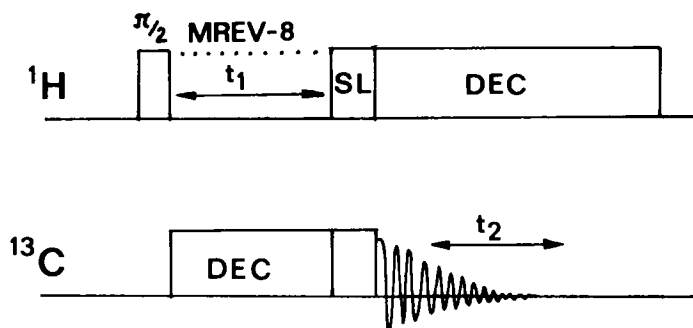 π/2 MREV-8
t₁
¹H SL DEC
t₂
¹³C DEC